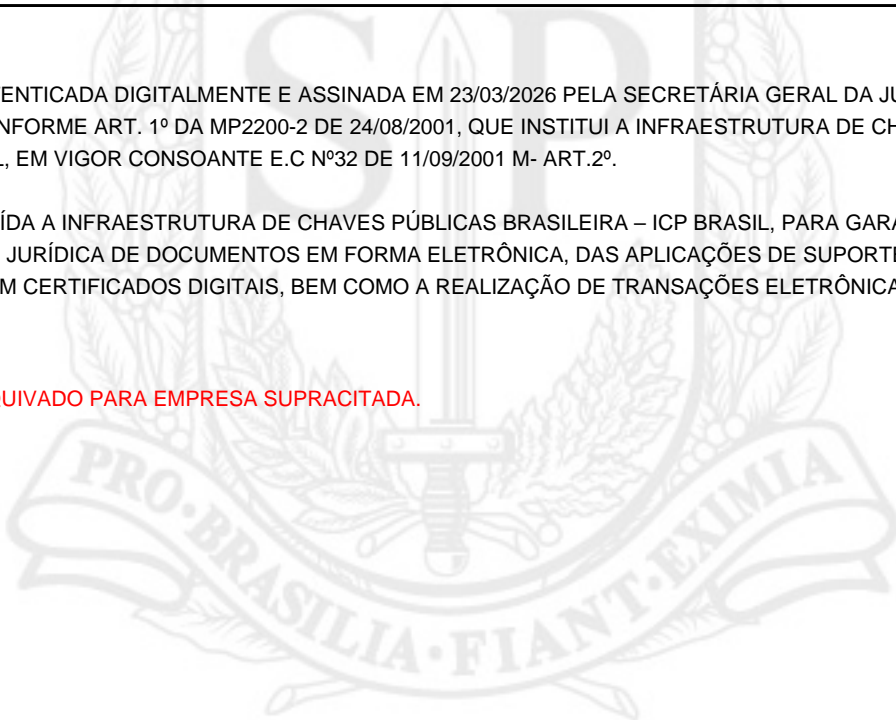 ENTICADA DIGITALMENTE E ASSINADA EM 23/03/2026 PELA SECRETÁRIA GERAL DA JU
NFORME ART. 1º DA MP2200-2 DE 24/08/2001, QUE INSTITUI A INFRAESTRUTURA DE CH
, EM VIGOR CONSOANTE E.C Nº32 DE 11/09/2001 M- ART.2º.
ÍDA A INFRAESTRUTURA DE CHAVES PÚBLICAS BRASILEIRA – ICP BRASIL, PARA GARA
JURÍDICA DE DOCUMENTOS EM FORMA ELETRÔNICA, DAS APLICAÇÕES DE SUPORTE
M CERTIFICADOS DIGITAIS, BEM COMO A REALIZAÇÃO DE TRANSAÇÕES ELETRÔNICA
QUIVADO PARA EMPRESA SUPRACITADA.
SP
PRO·BRASILIA·FIANT·EXIMIA